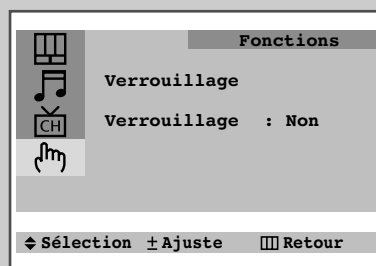 Fonctions
Verrouillage
CH
Verrouillage : Non
Sélection ± Ajuste Retour